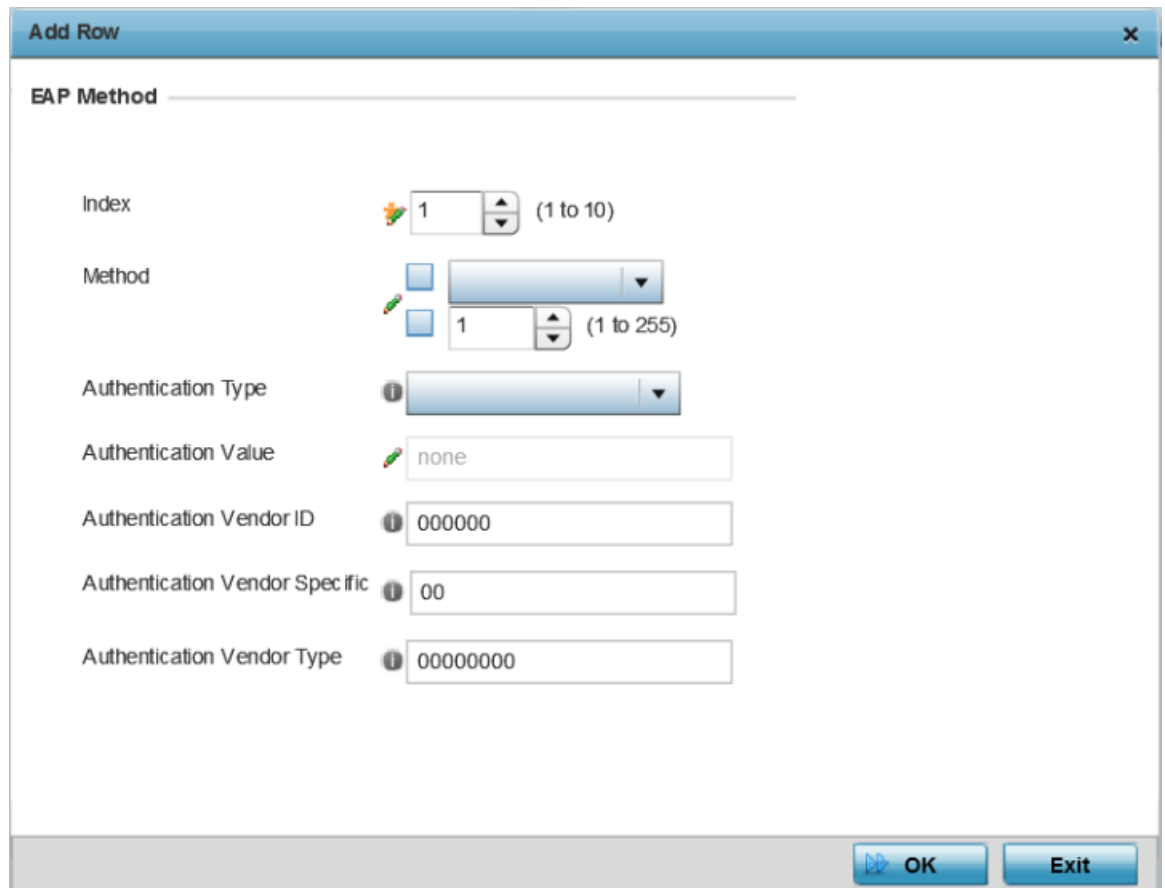 Add Row
EAP Method
Index 1 (1 to 10)
Method
1 (1 to 255)
Authentication Type
Authentication Value none
Authentication Vendor ID 000000
Authentication Vendor Specific 00
Authentication Vendor Type 00000000
OK Exit